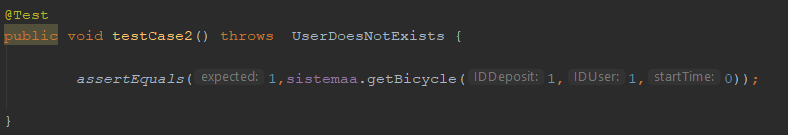 @Test
public void testCase2() throws  UserDoesNotExists {
assertEquals( expected: 1,sistemaa.getBicycle( IDDeposit: 1, IDUser: 1, startTime: 0));
}